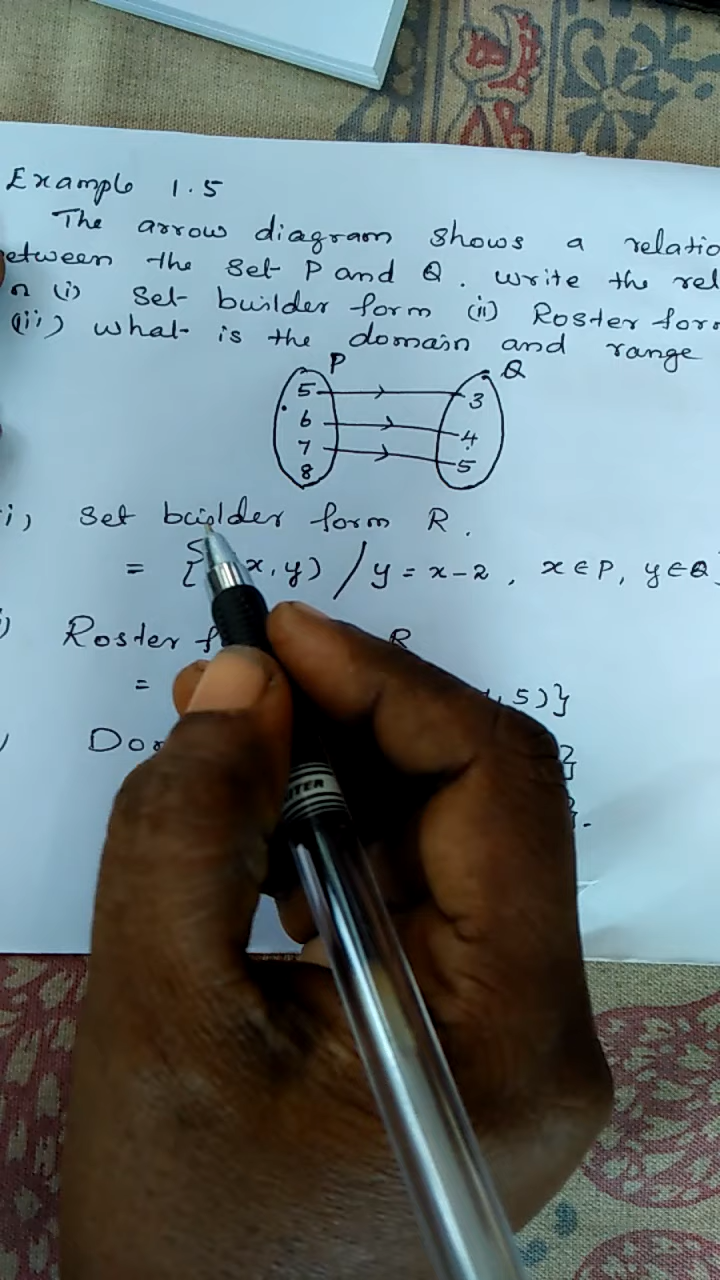 Example 1.5
The arrow diagram shows a relatio
etween the set P and Q. write the rel
n (i) Set builder form (ii) Roster form
(iii) what is the domain and range
P Q
5 3
6 4
7 5
8
i) Set builder form R.
= {(x,y) / y = x-2, x∈P, y∈Q}
i) Roster f R
= ,5)}
) Do }
}.